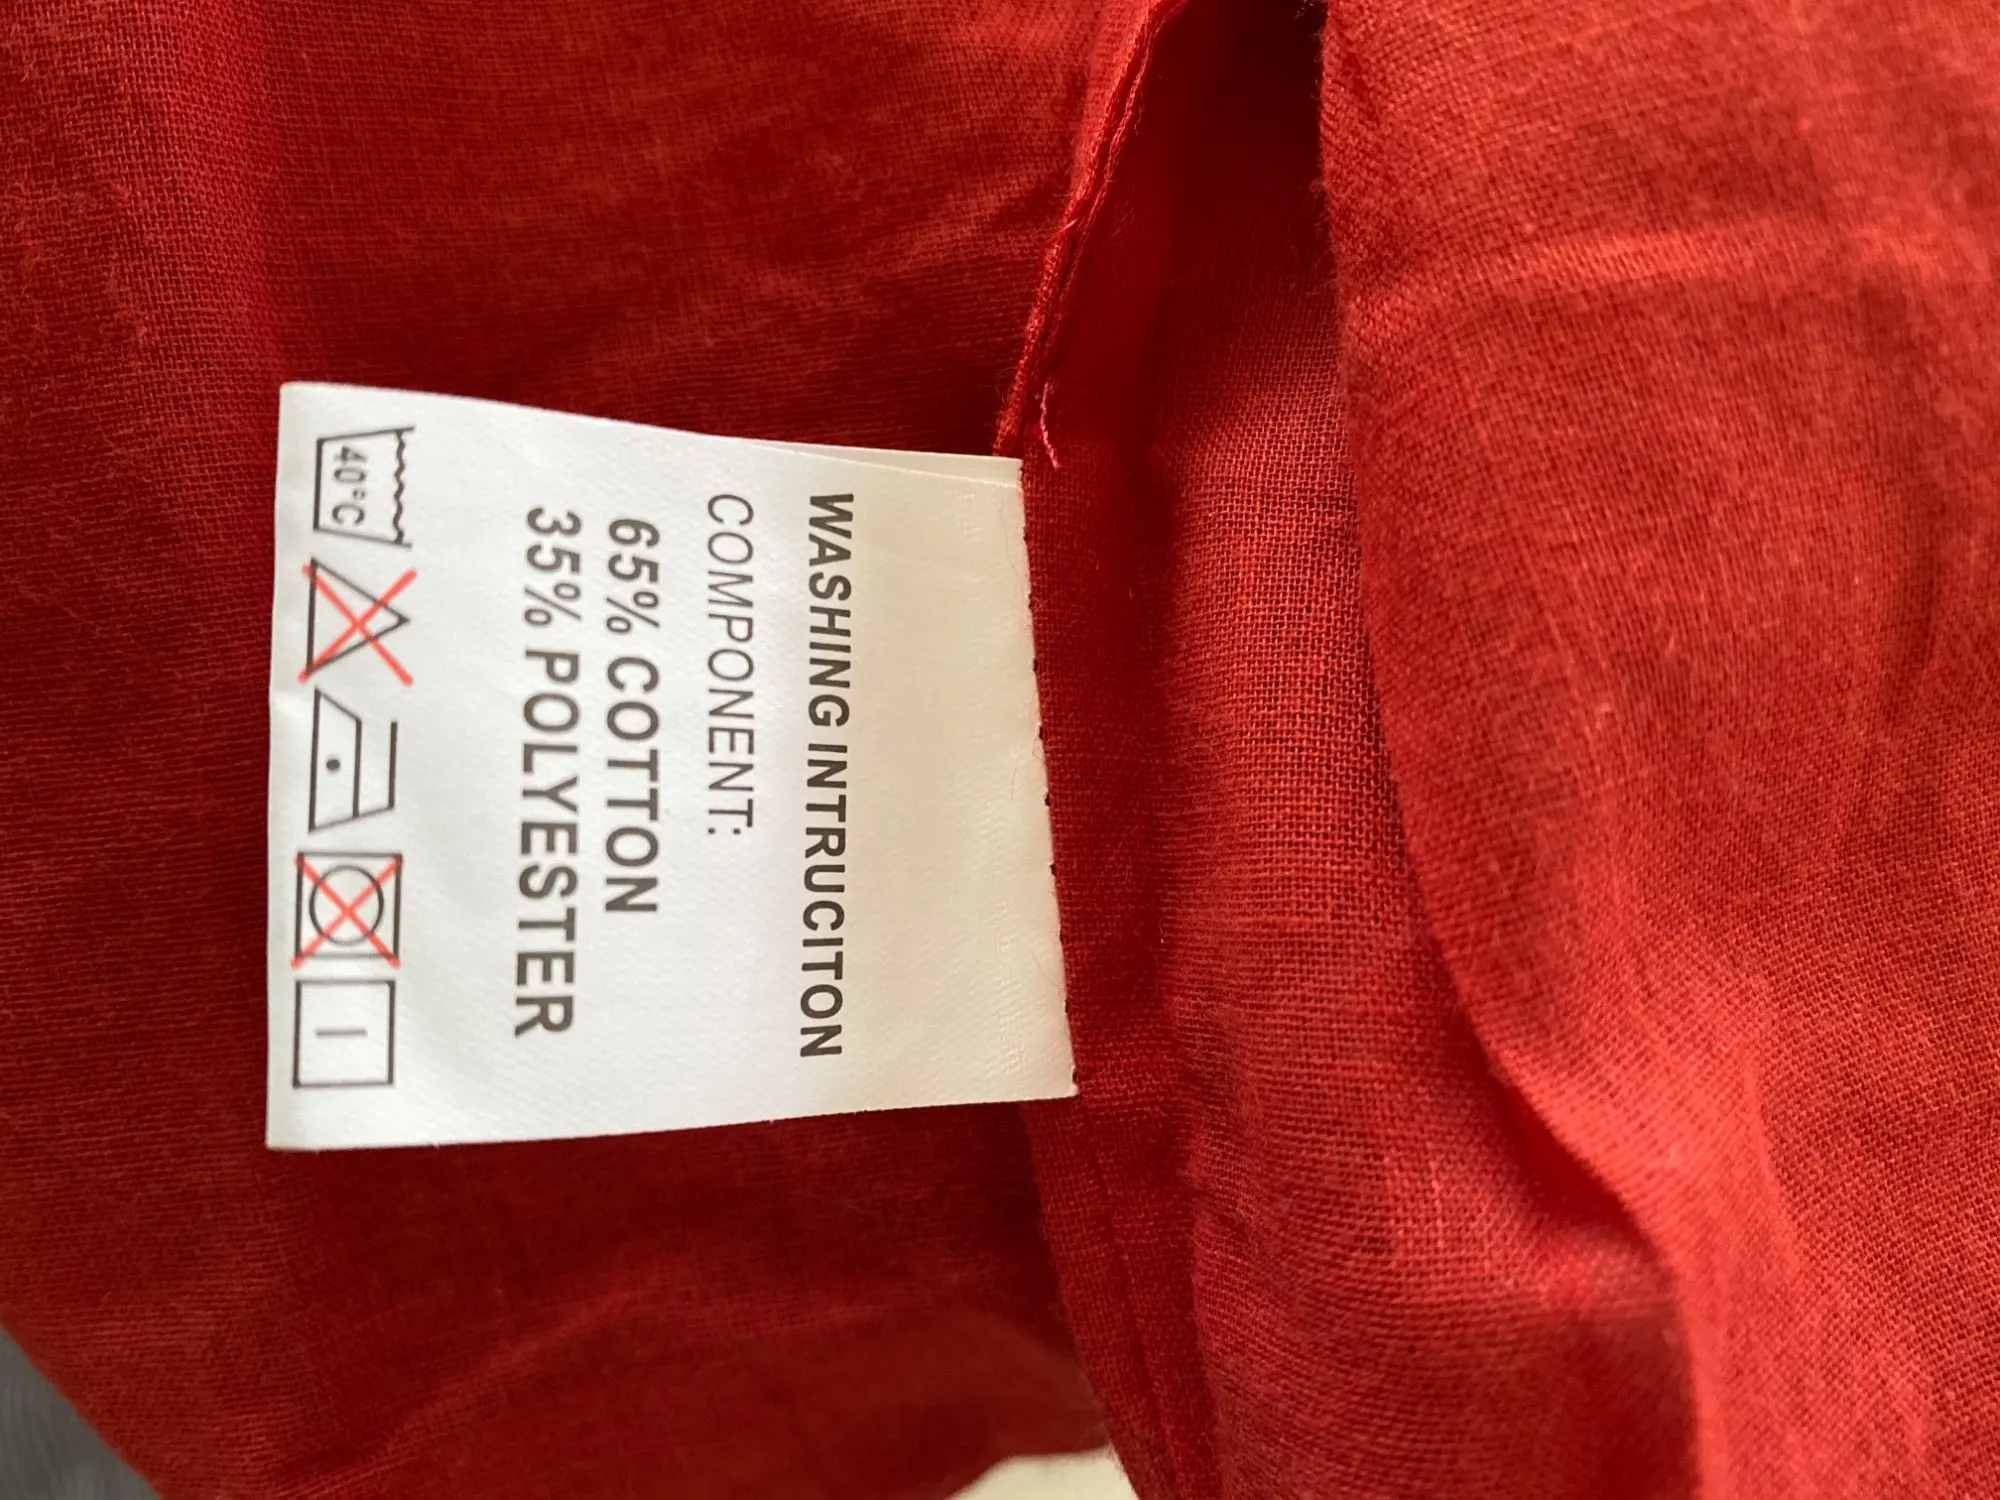 WASHING INTRUCITON
COMPONENT:
65% COTTON
35% POLYESTER
40°C